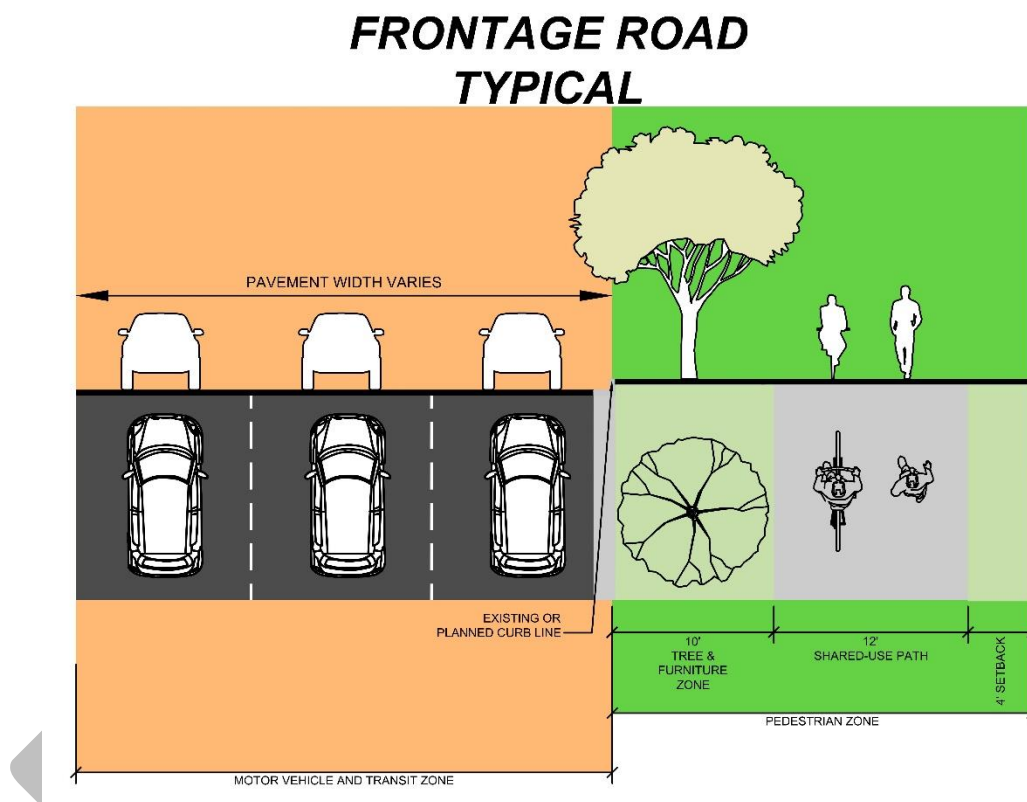 FRONTAGE ROAD
TYPICAL
PAVEMENT WIDTH VARIES
EXISTING OR
PLANNED CURB LINE
10'
TREE &
FURNITURE
ZONE
12'
SHARED-USE PATH
4' SETBACK
PEDESTRIAN ZONE
MOTOR VEHICLE AND TRANSIT ZONE